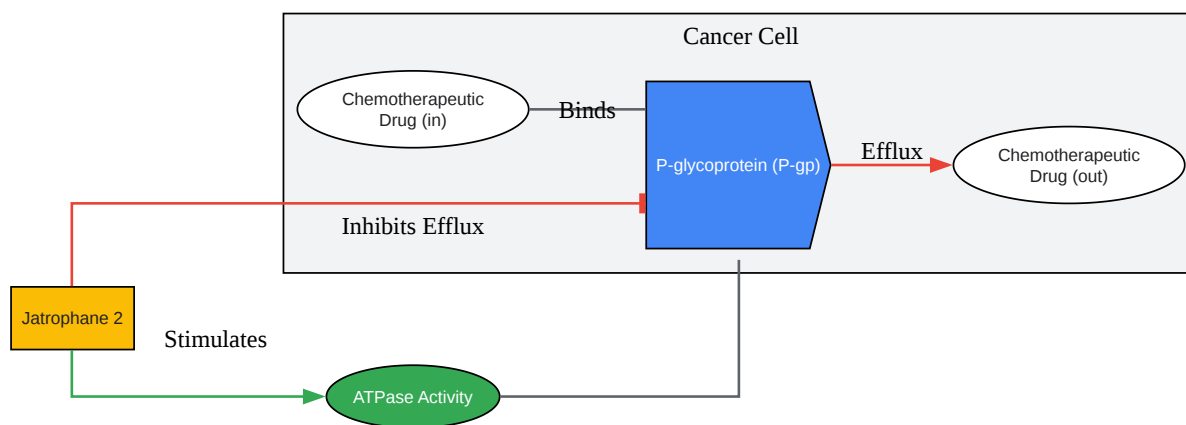 Cancer Cell
Chemotherapeutic
Drug (in)
Binds
P-glycoprotein (P-gp)
Efflux
Chemotherapeutic
Drug (out)
Inhibits Efflux
Jatrophane 2
Stimulates
ATPase Activity